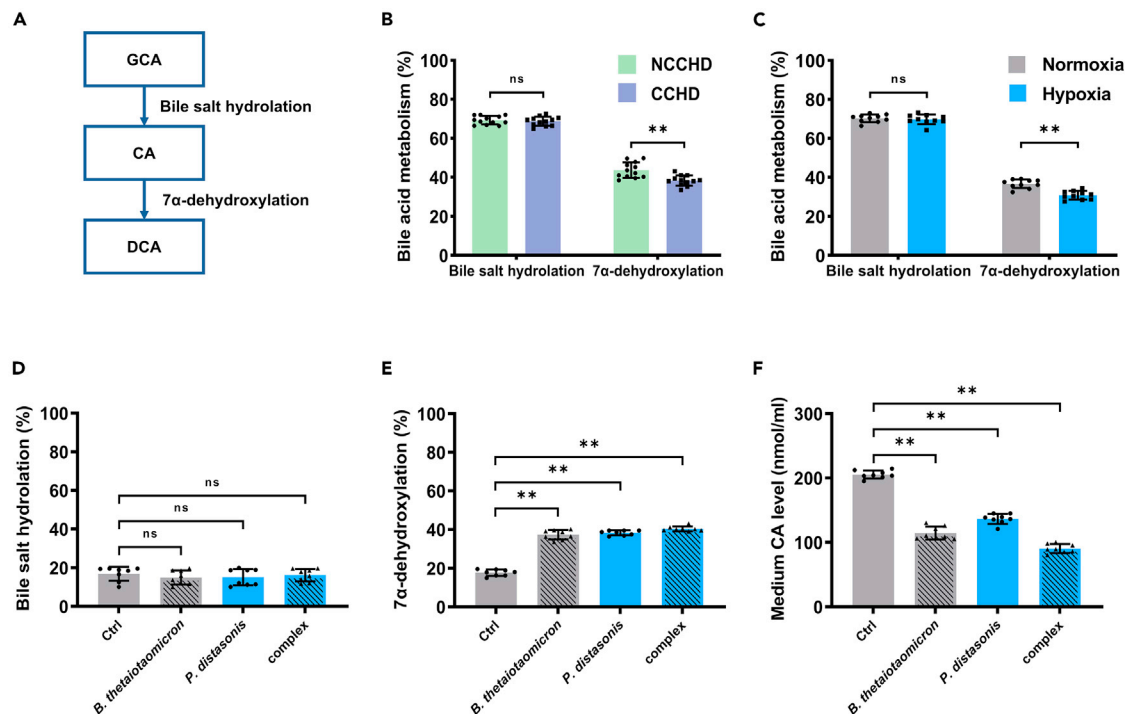 A
GCA
Bile salt hydrolation
CA
7α-dehydroxylation
DCA
B
Bile acid metabolism (%)
100
80
60
40
20
0
NCCHD
CCHD
ns
**
Bile salt hydrolation
7α-dehydroxylation
C
Bile acid metabolism (%)
100
80
60
40
20
0
Normoxia
Hypoxia
ns
**
Bile salt hydrolation
7α-dehydroxylation
D
Bile salt hydrolation (%)
100
80
60
40
20
0
ns
ns
ns
Ctrl
B. thetaiotaomicron
P. distasonis
complex
E
7α-dehydroxylation (%)
100
80
60
40
20
0
**
**
**
Ctrl
B. thetaiotaomicron
P. distasonis
complex
F
Medium CA level (nmol/ml)
300
200
100
0
**
**
**
Ctrl
B. thetaiotaomicron
P. distasonis
complex